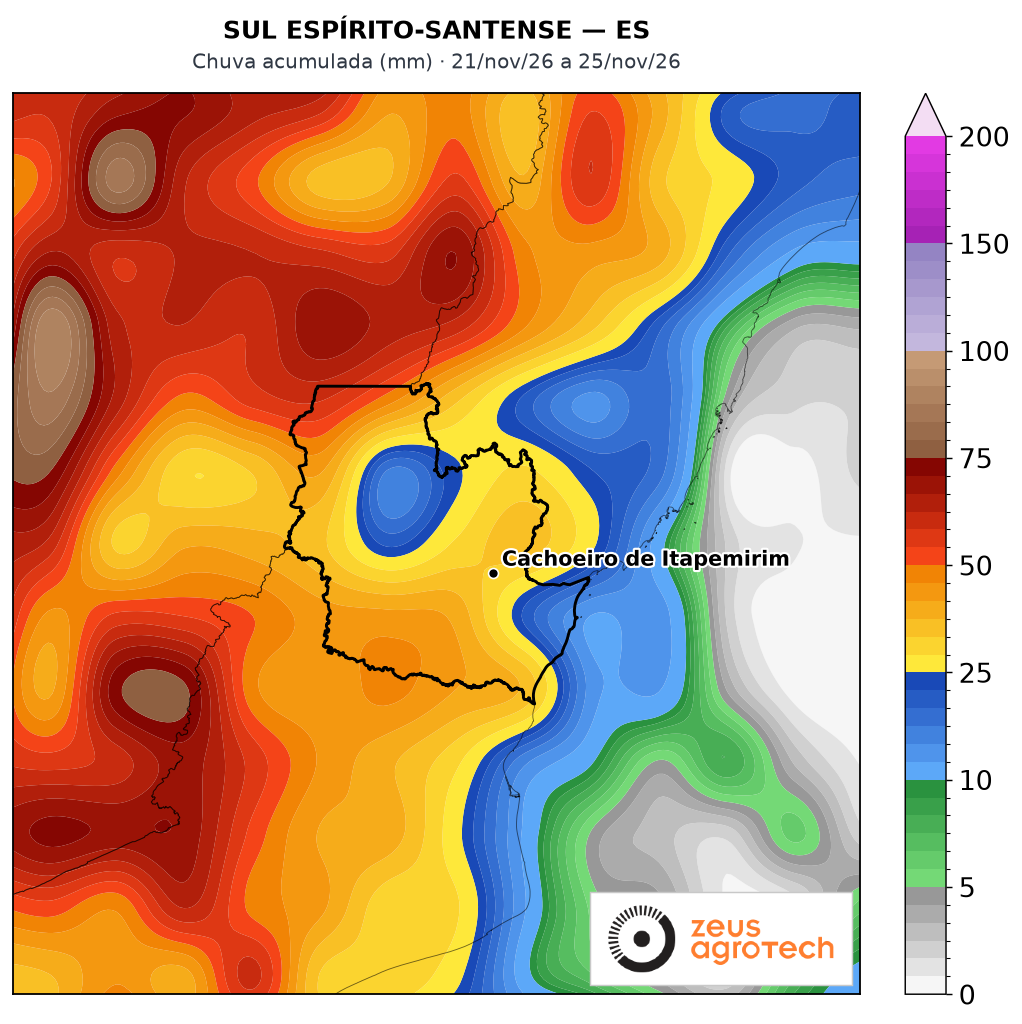 SUL ESPÍRITO-SANTENSE — ES
Chuva acumulada (mm) · 21/nov/26 a 25/nov/26
200
150
100
75
50
25
10
5
0
Cachoeiro de Itapemirim
zeus
agrotech